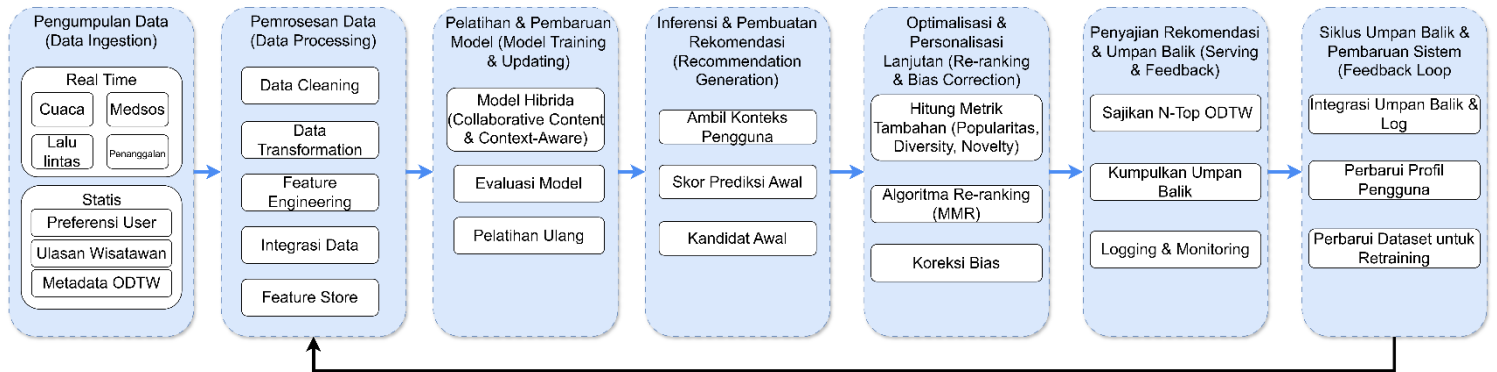 Pengumpulan Data
(Data Ingestion)
Real Time
Cuaca
Medsos
Lalu
lintas
Penanggalan
Statis
Preferensi User
Ulasan Wisatawan
Metadata ODTW
Pemrosesan Data
(Data Processing)
Data Cleaning
Data
Transformation
Feature
Engineering
Integrasi Data
Feature Store
Pelatihan & Pembaruan
Model (Model Training
& Updating)
Model Hibrida
(Collaborative Content
& Context-Aware)
Evaluasi Model
Pelatihan Ulang
Inferensi & Pembuatan
Rekomendasi
(Recommendation
Generation)
Ambil Konteks
Pengguna
Skor Prediksi Awal
Kandidat Awal
Optimalisasi &
Personalisasi
Lanjutan (Re-ranking
& Bias Correction)
Hitung Metrik
Tambahan (Popularitas,
Diversity, Novelty)
Algoritma Re-ranking
(MMR)
Koreksi Bias
Penyajian Rekomendasi
& Umpan Balik (Serving
& Feedback)
Sajikan N-Top ODTW
Kumpulkan Umpan
Balik
Logging & Monitoring
Siklus Umpan Balik &
Pembaruan Sistem
(Feedback Loop
Integrasi Umpan Balik &
Log
Perbarui Profil
Pengguna
Perbarui Dataset untuk
Retraining